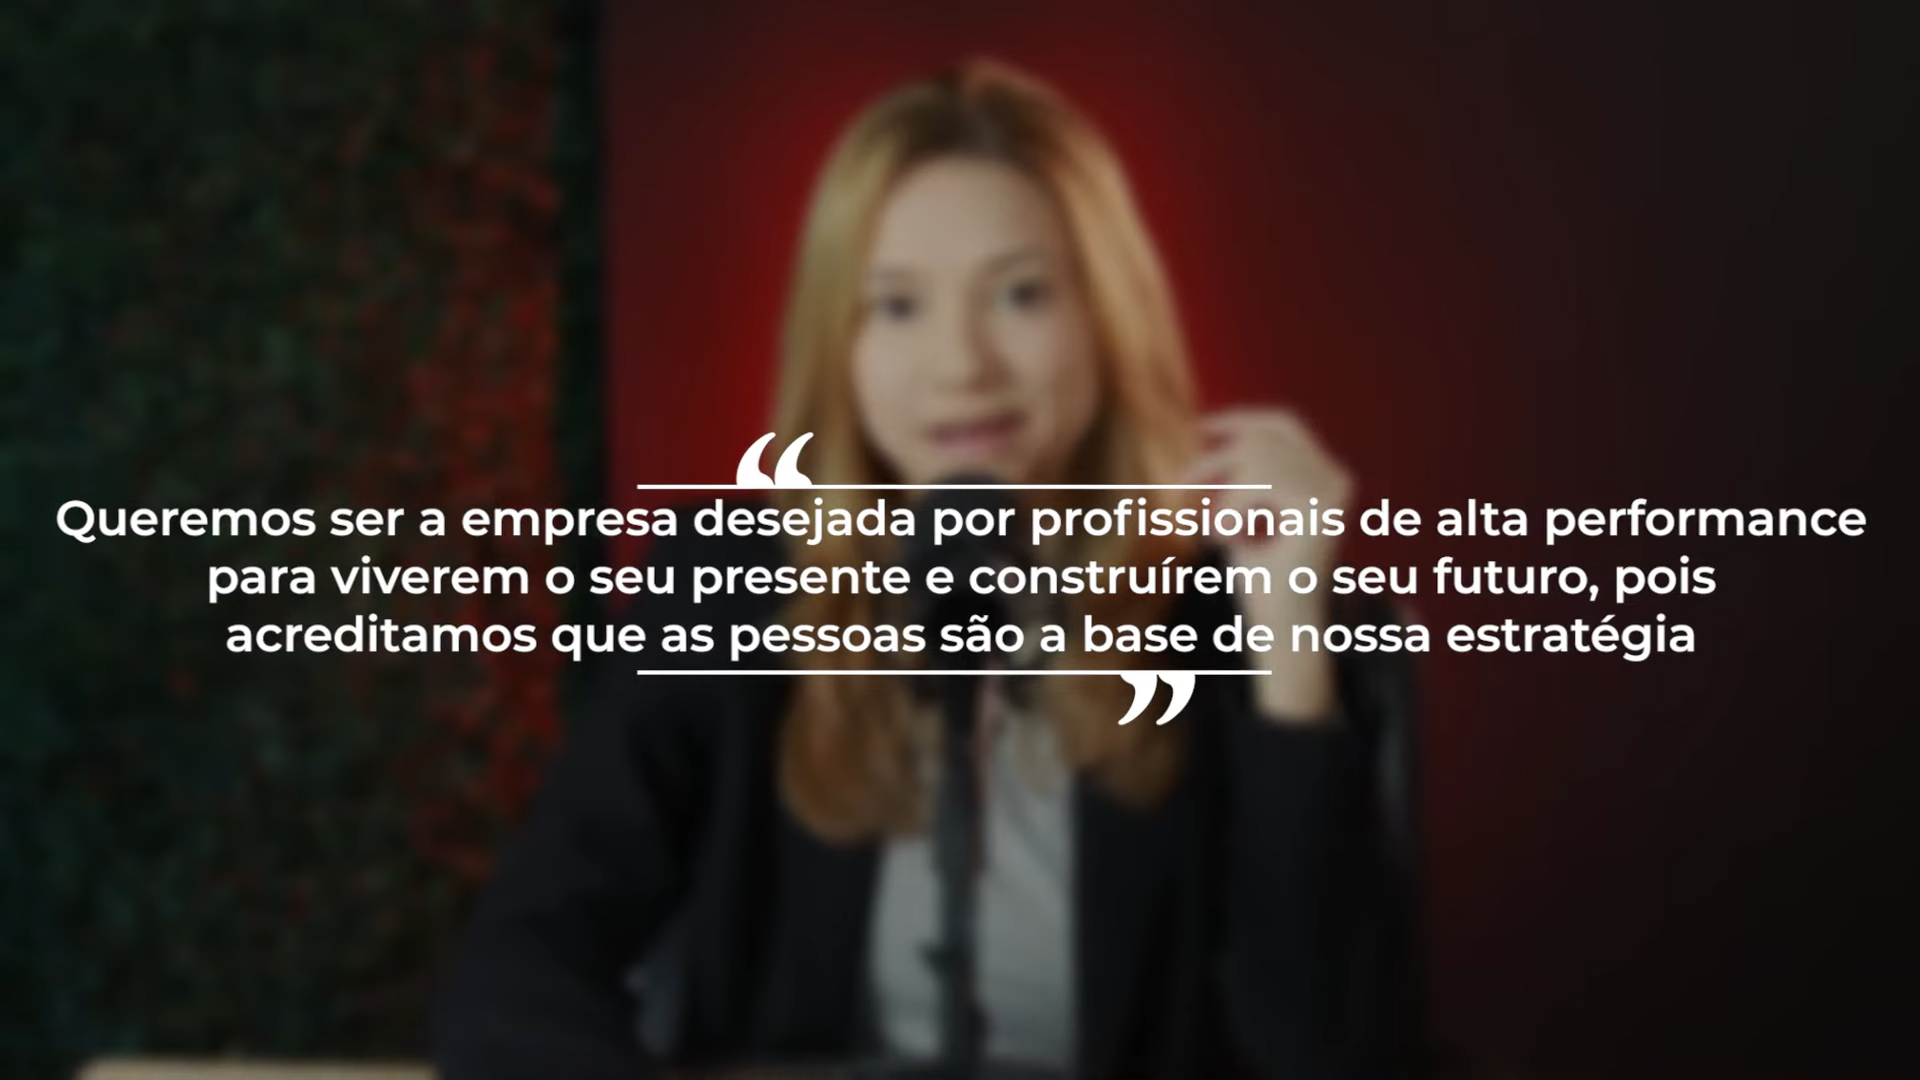 “
Queremos ser a empresa desejada por profissionais de alta performance
para viverem o seu presente e construírem o seu futuro, pois
acreditamos que as pessoas são a base de nossa estratégia
”